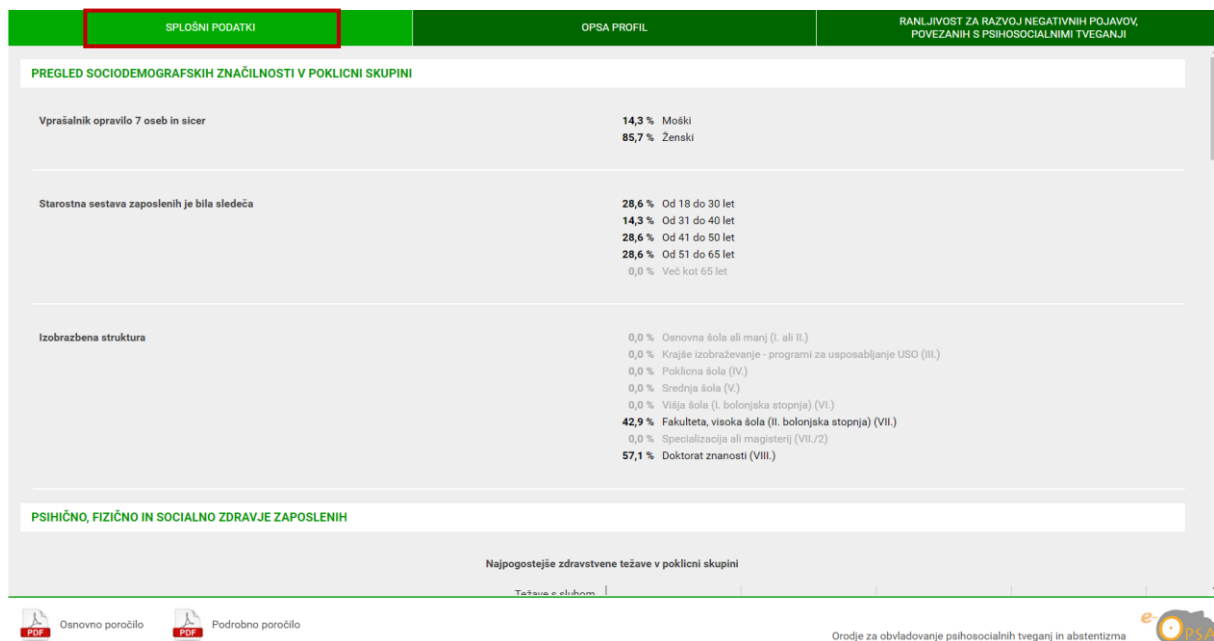 SPLOŠNI PODATKI
OPSA PROFIL
RANLJIVOST ZA RAZVOJ NEGATIVNIH POJAVOV,
POVEZANIH S PSIHOSOCIALNIMI TVEGANJI
PREGLED SOCIODEMOGRAFSKIH ZNAČILNOSTI V POKLICNI SKUPINI
Vprašalnik opravilo 7 oseb in sicer
14,3 % Moški
85,7 % Ženski
Starostna sestava zaposlenih je bila sledeča
28,6 % Od 18 do 30 let
14,3 % Od 31 do 40 let
28,6 % Od 41 do 50 let
28,6 % Od 51 do 65 let
0,0 % Več kot 65 let
Izobrazbena struktura
0,0 % Osnovna šola ali manj (I. ali II.)
0,0 % Krajše izobraževanje - programi za usposabljanje USO (III.)
0,0 % Poklicna šola (IV.)
0,0 % Srednja šola (V.)
0,0 % Višja šola (I. bolonjska stopnja) (VI.)
42,9 % Fakulteta, visoka šola (II. bolonjska stopnja) (VII.)
0,0 % Specializacija ali magisterij (VII./2)
57,1 % Doktorat znanosti (VIII.)
PSIHIČNO, FIZIČNO IN SOCIALNO ZDRAVJE ZAPOSLENIH
Najpogostejše zdravstvene težave v poklicni skupini
Težave s sluhom
PDF Osnovno poročilo
PDF Podrobno poročilo
Orodje za obvladovanje psihosocialnih tveganj in abstentizma
e-OPSA